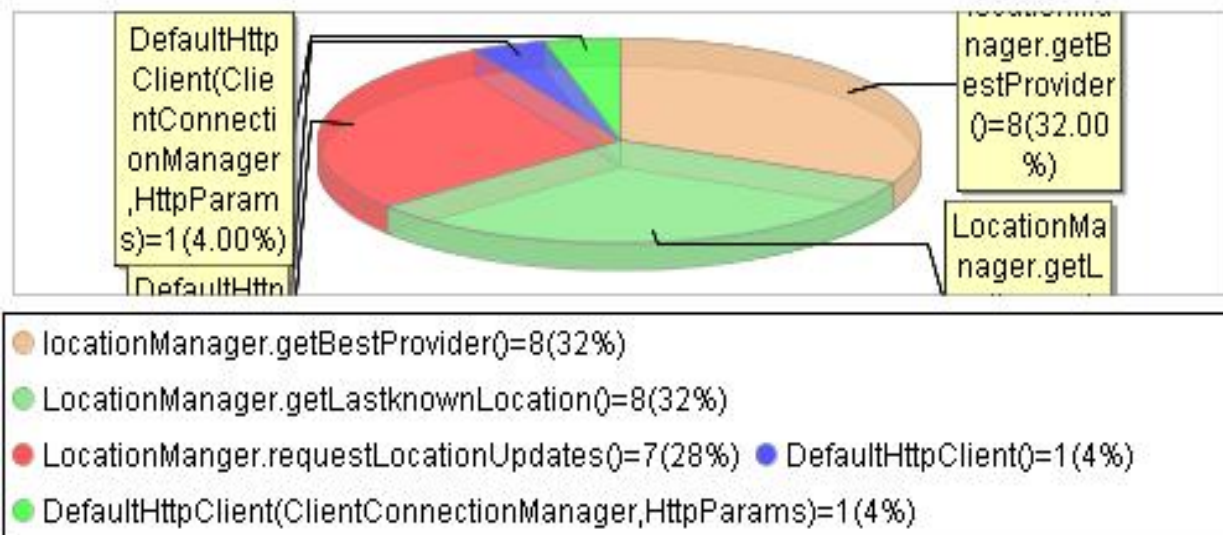 DefaultHttp
Client(Clie
ntConnecti
onManager
,HttpParam
s)=1(4.00%)
DefaultHttp
locationMa
nager.getB
estProvider
()=8(32.00
%)
LocationMa
nager.getL
locationManager.getBestProvider()=8(32%)
LocationManager.getLastknownLocation()=8(32%)
LocationManger.requestLocationUpdates()=7(28%) DefaultHttpClient()=1(4%)
DefaultHttpClient(ClientConnectionManager,HttpParams)=1(4%)